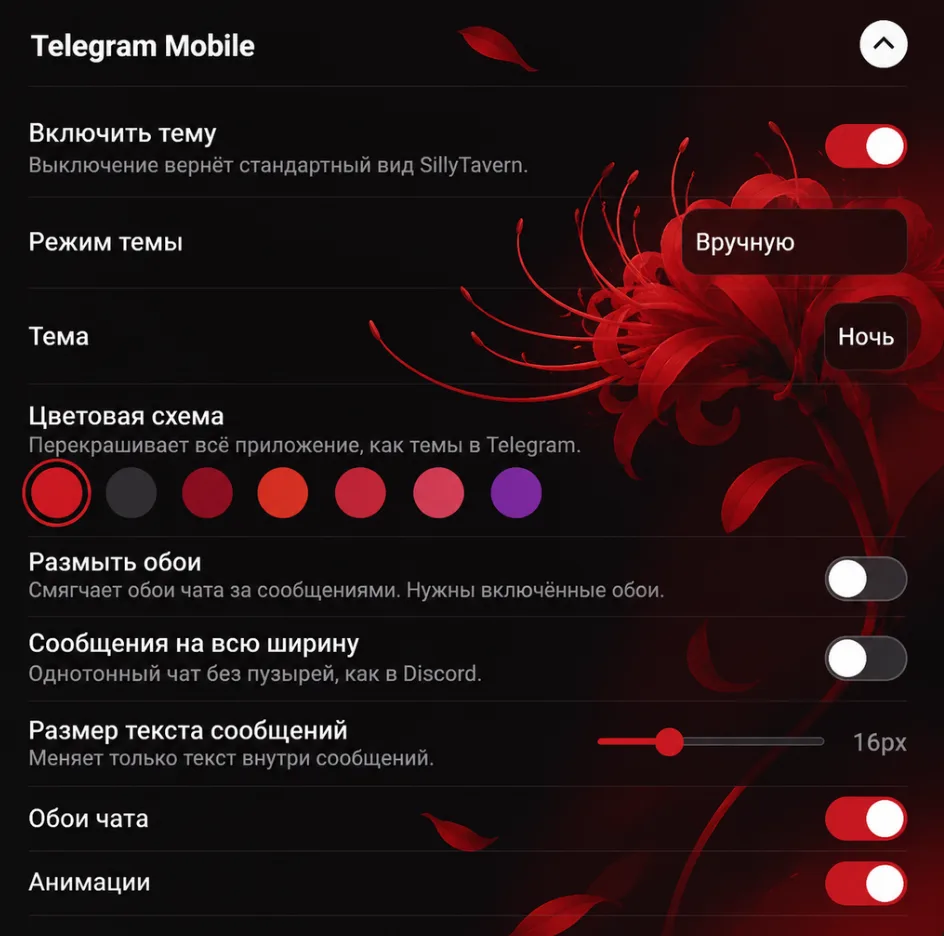 Telegram Mobile
Включить тему
Выключение вернёт стандартный вид SillyTavern.
Режим темы
Вручную
Тема
Ночь
Цветовая схема
Перекрашивает всё приложение, как темы в Telegram.
Размыть обои
Смягчает обои чата за сообщениями. Нужны включённые обои.
Сообщения на всю ширину
Однотонный чат без пузырей, как в Discord.
Размер текста сообщений
Меняет только текст внутри сообщений.
16px
Обои чата
Анимации